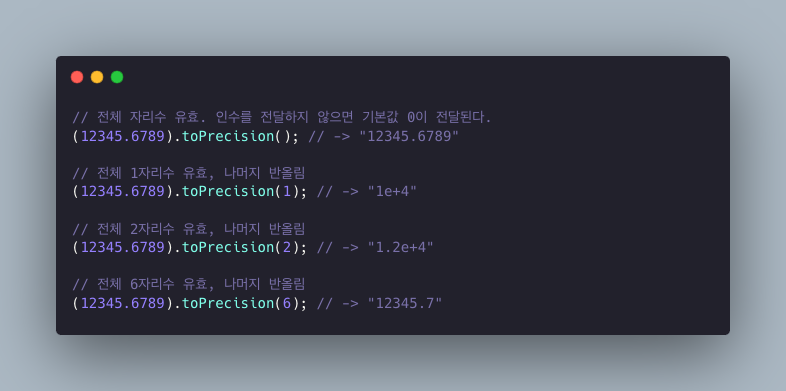 // 전체 자리수 유효. 인수를 전달하지 않으면 기본값 0이 전달된다.
(12345.6789).toPrecision(); // -> "12345.6789"
// 전체 1자리수 유효, 나머지 반올림
(12345.6789).toPrecision(1); // -> "1e+4"
// 전체 2자리수 유효, 나머지 반올림
(12345.6789).toPrecision(2); // -> "1.2e+4"
// 전체 6자리수 유효, 나머지 반올림
(12345.6789).toPrecision(6); // -> "12345.7"